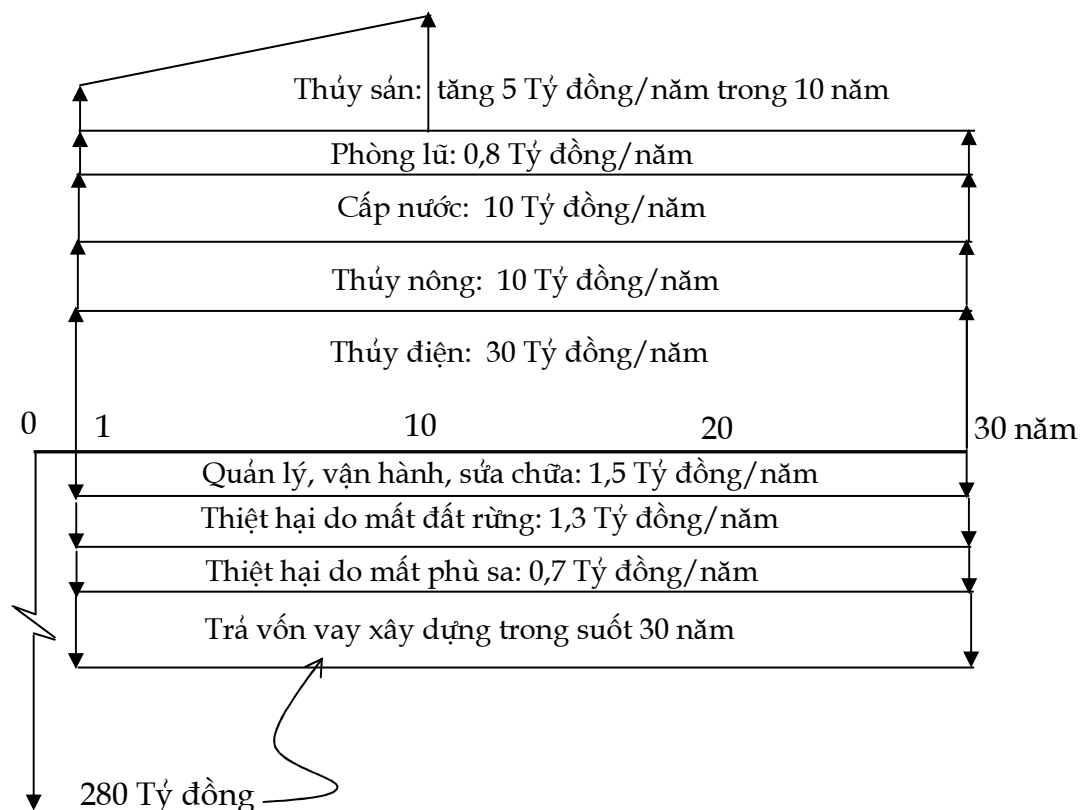 Thủy sản: tăng 5 Tỷ đồng/năm trong 10 năm
Phòng lũ: 0,8 Tỷ đồng/năm
Cấp nước: 10 Tỷ đồng/năm
Thủy nông: 10 Tỷ đồng/năm
Thủy điện: 30 Tỷ đồng/năm
0 1 10 20 30 năm
Quản lý, vận hành, sửa chữa: 1,5 Tỷ đồng/năm
Thiệt hại do mất đất rừng: 1,3 Tỷ đồng/năm
Thiệt hại do mất phù sa: 0,7 Tỷ đồng/năm
Trả vốn vay xây dựng trong suốt 30 năm
280 Tỷ đồng